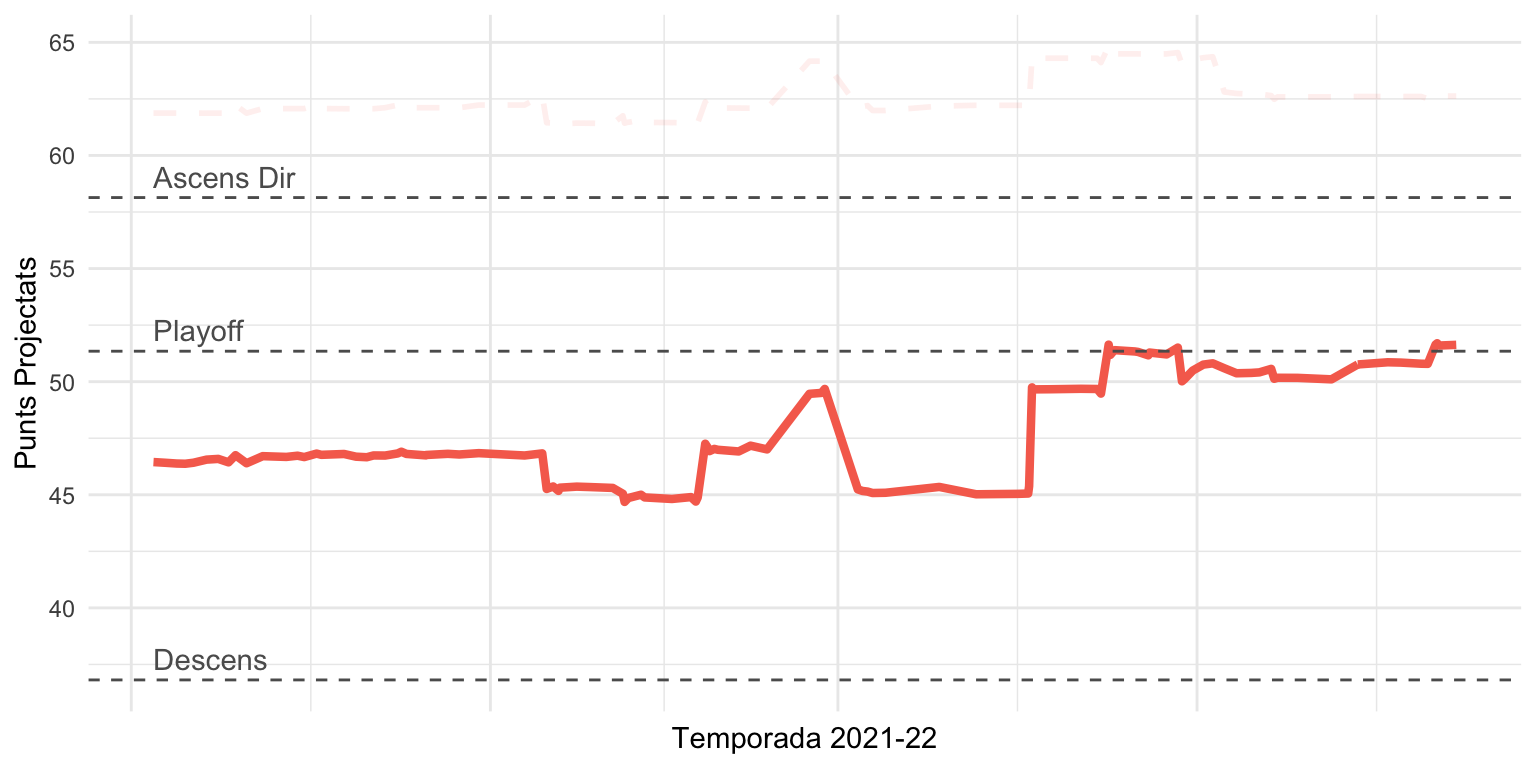 65
60
Ascens Dir
55
Playoff
50
45
40
Descens
Punts Projectats
Temporada 2021-22